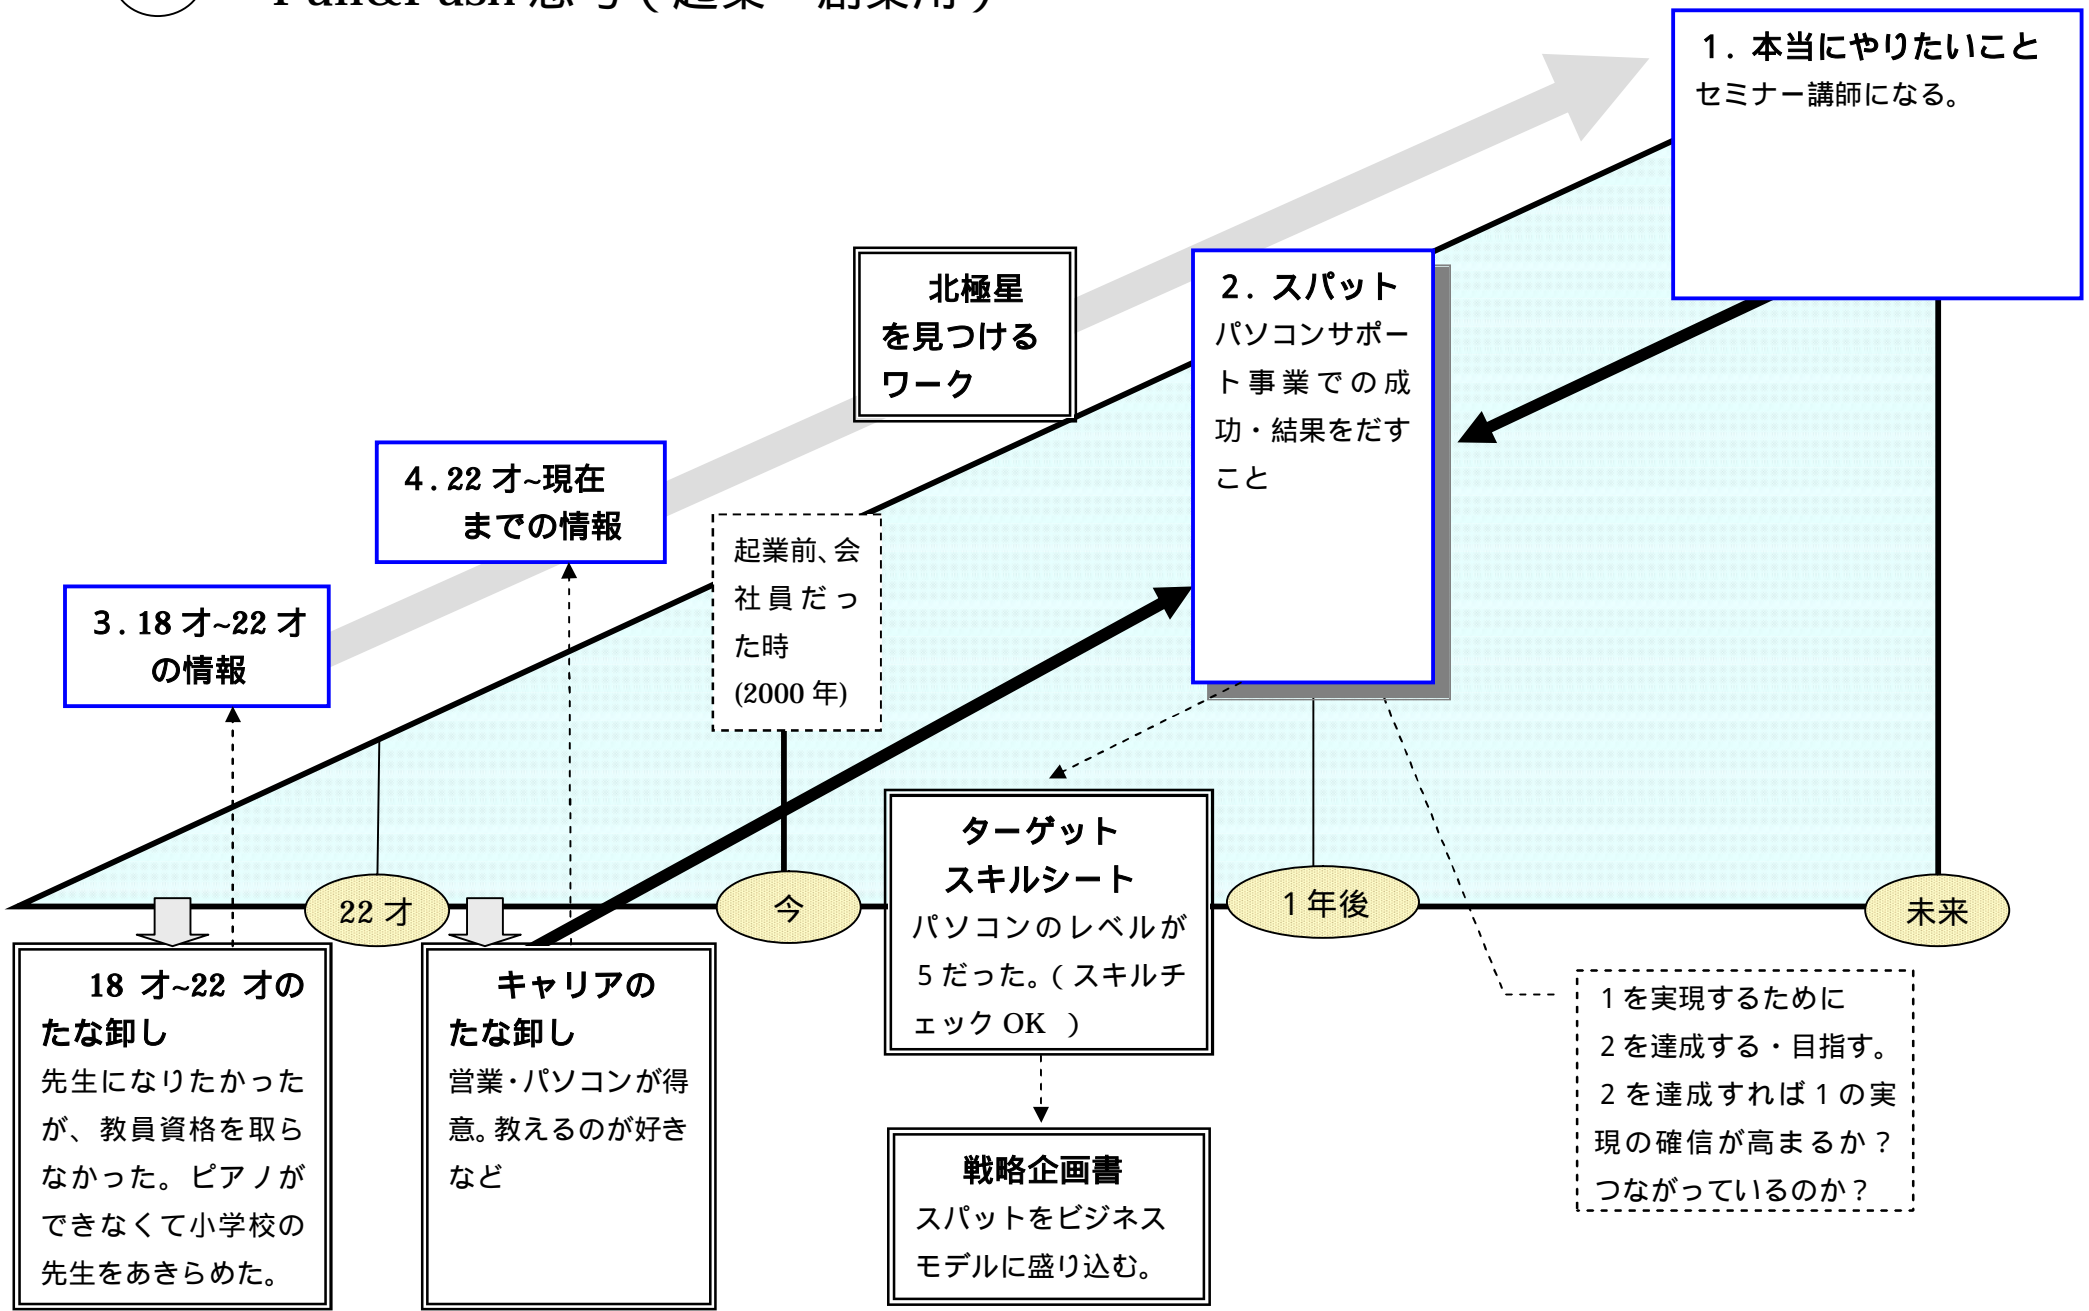 Pull&Push 思考(起業・創業用)
1. 本当にやりたいこと
セミナー講師になる。
北極星
を見つける
ワーク
2. スパット
パソコンサポー
ト事業での成
功・結果をだす
こと
4.22 才~現在
までの情報
起業前、会
社員だっ
た時
(2000 年)
3.18 才~22 才
の情報
22 才
今
1年後
未来
ターゲット
スキルシート
パソコンのレベルが
5だった。(スキルチ
ェック OK )
18 才~22 才の
たな卸し
先生になりたかった
が、教員資格を取ら
なかった。ピアノが
できなくて小学校の
先生をあきらめた。
キャリアの
たな卸し
営業・パソコンが得
意。教えるのが好き
など
戦略企画書
スパットをビジネス
モデルに盛り込む。
1を実現するために
2を達成する・目指す。
2を達成すれば1の実
現の確信が高まるか?
つながっているのか?